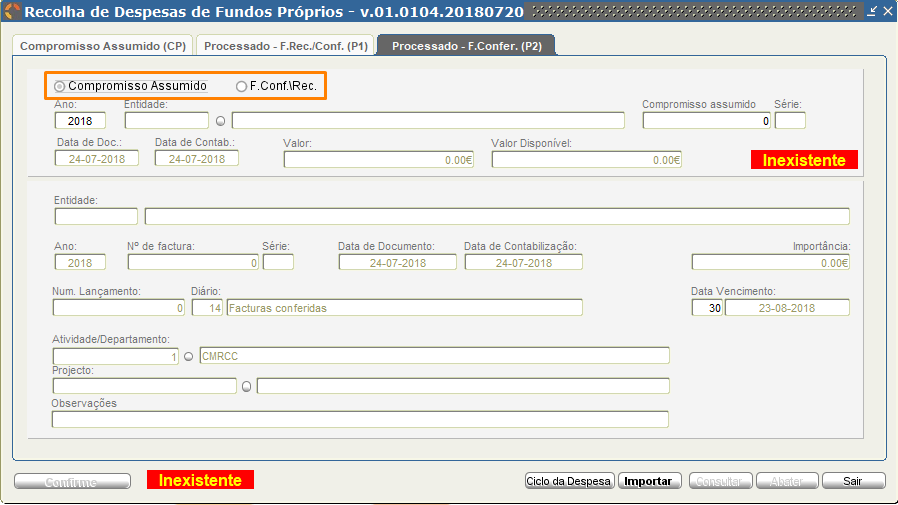 Recolha de Despesas de Fundos Próprios - v.01.0104.20180720
Compromisso Assumido (CP) Processado - F.Rec./Conf. (P1) Processado - F.Confer. (P2)
Compromisso Assumido F.Conf.\Rec.
Ano: Entidade: Compromisso assumido Série:
2018 0
Data de Doc.: Data de Contab.: Valor: Valor Disponível:
24-07-2018 24-07-2018 0.00€ 0.00€ Inexistente
Entidade:
Ano: Nº de factura: Série: Data de Documento: Data de Contabilização: Importância:
2018 0 24-07-2018 24-07-2018 0.00€
Num. Lançamento: Diário: Data Vencimento:
0 14 Facturas conferidas 30 23-08-2018
Atividade/Departamento:
1 CMRCC
Projecto:
Observações
Confirme Inexistente Ciclo da Despesa Importar Consultar Abater Sair